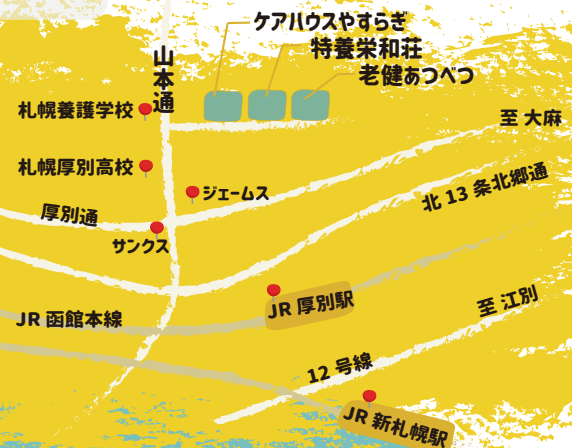 ケアハウスやすらぎ
特養栄和荘
老健あつべつ
山本通
札幌養護学校
至 大麻
札幌厚別高校
ジェームス
北 13 条北郷通
厚別通
サンクス
JR 厚別駅
至 江別
JR 函館本線
12 号線
JR 新札幌駅